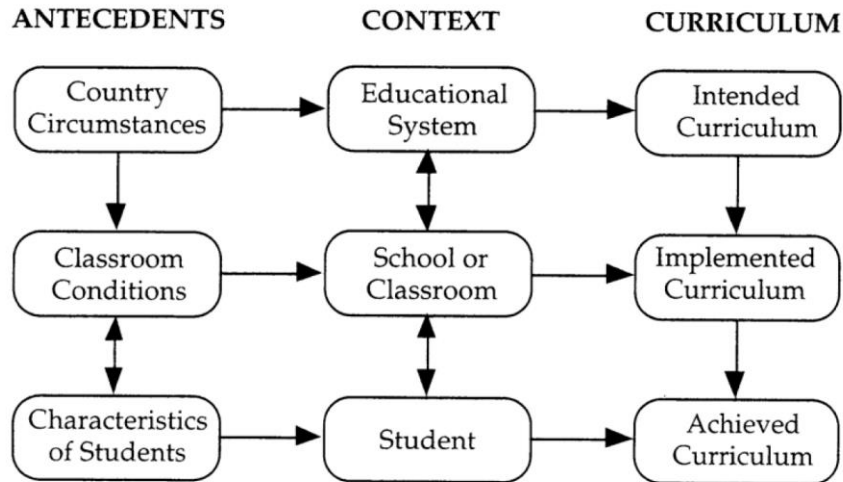 ANTECEDENTS
CONTEXT
CURRICULUM
Country
Circumstances
Educational
System
Intended
Curriculum
Classroom
Conditions
School or
Classroom
Implemented
Curriculum
Characteristics
of Students
Student
Achieved
Curriculum